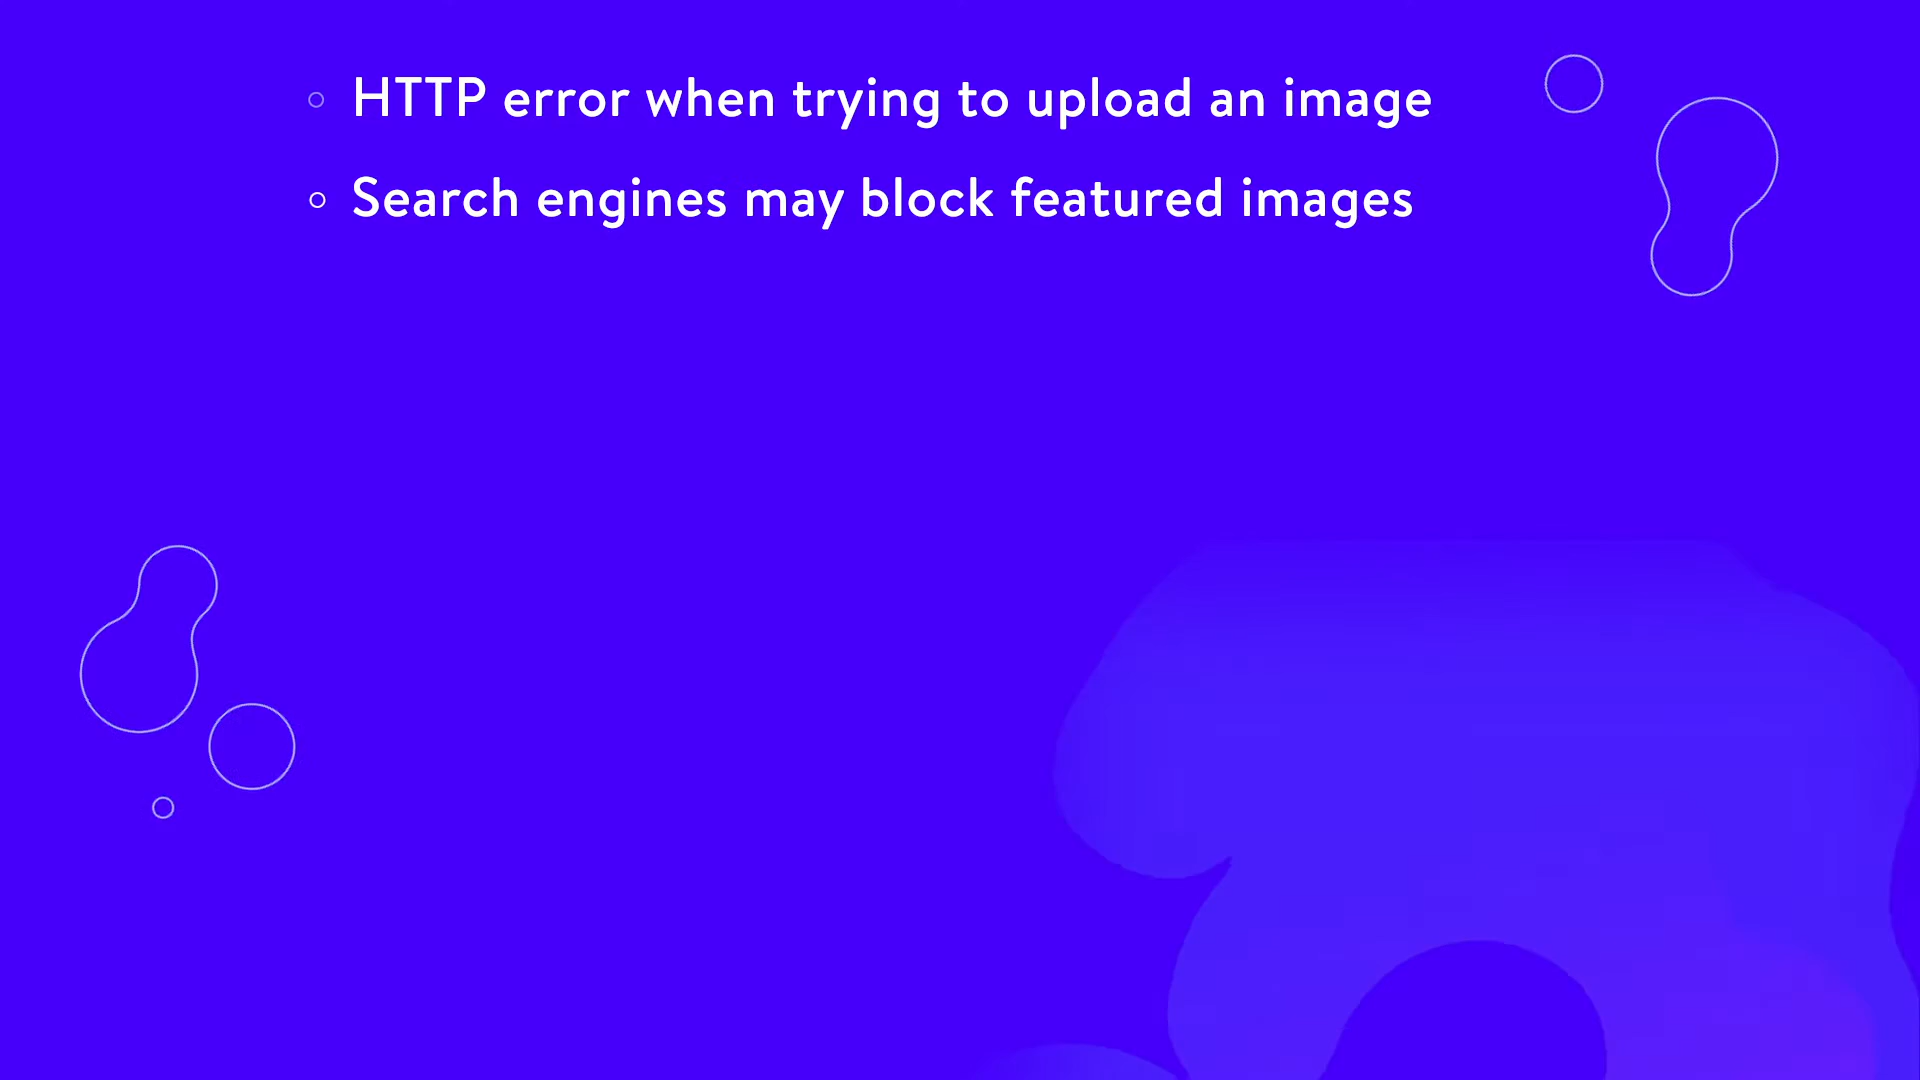 HTTP error when trying to upload an image
Search engines may block featured images